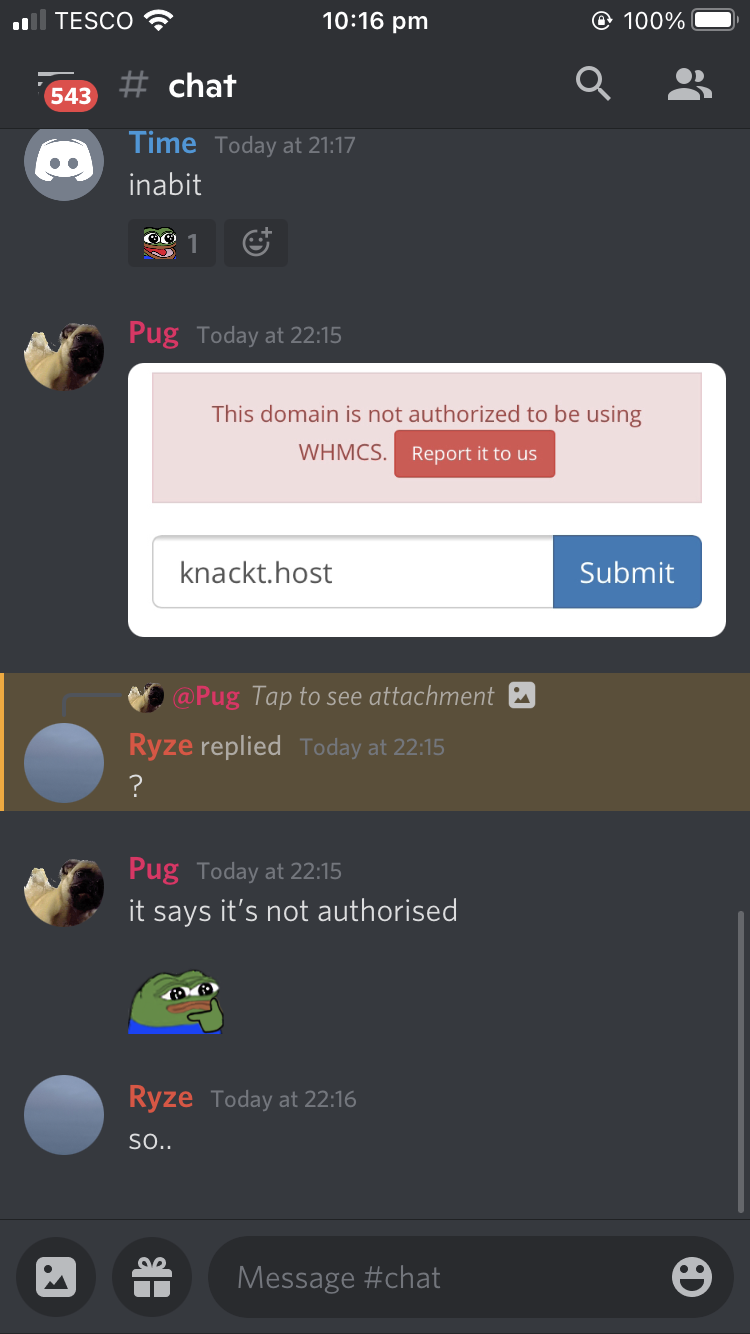 TESCO 10:16 pm 100%
543 # chat
Time Today at 21:17
inabit
1
Pug Today at 22:15
This domain is not authorized to be using
WHMCS. Report it to us
knackt.host Submit
@Pug Tap to see attachment
Ryze replied Today at 22:15
?
Pug Today at 22:15
it says it’s not authorised
Ryze Today at 22:16
so..
Message #chat